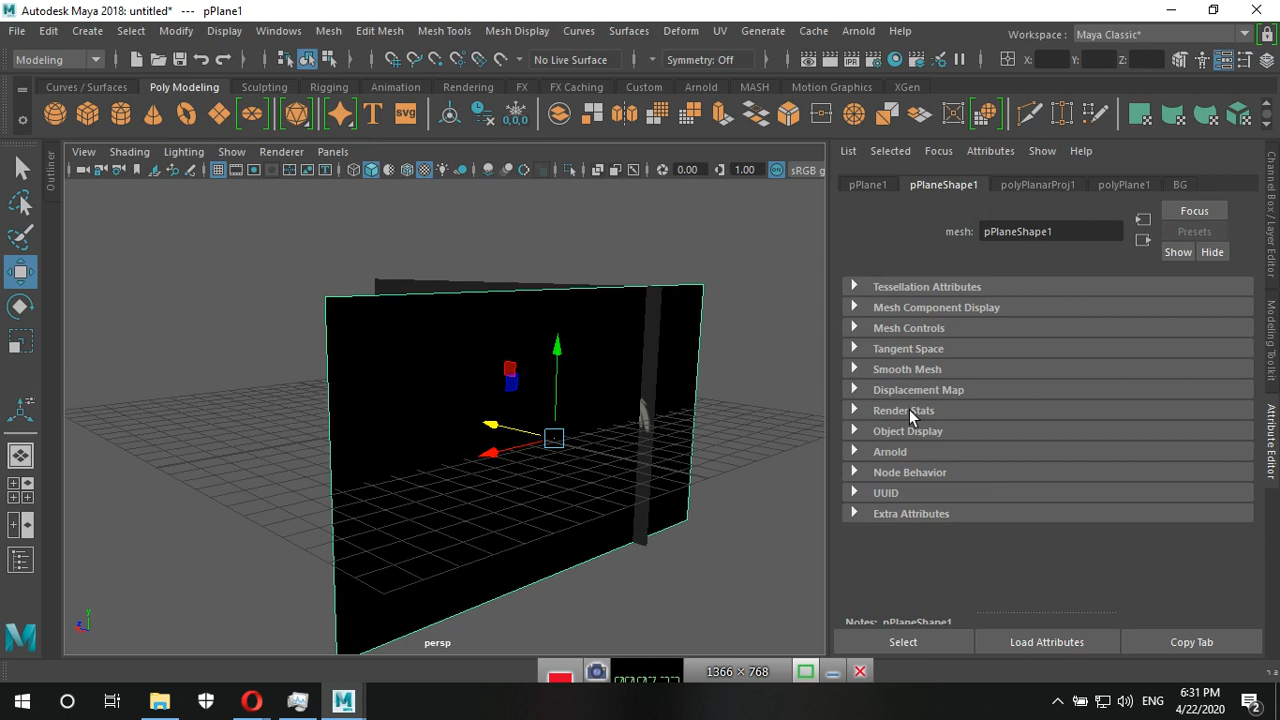 Autodesk Maya 2018: untitled* --- pPlane1
File Edit Create Select Modify Display Windows Mesh Edit Mesh Mesh Tools Mesh Display Curves Surfaces Deform UV Generate Cache Arnold Help
Workspace : Maya Classic*
Modeling No Live Surface Symmetry: Off X: Y: Z:
Curves / Surfaces Poly Modeling Sculpting Rigging Animation Rendering FX FX Caching Custom Arnold MASH Motion Graphics XGen
T SVG
View Shading Lighting Show Renderer Panels
0.00 1.00 sRGB g
Outliner
persp
y
z
List Selected Focus Attributes Show Help
pPlane1 pPlaneShape1 polyPlanarProj1 polyPlane1 BG
Focus
mesh: pPlaneShape1 Presets
Show Hide
Tessellation Attributes
Mesh Component Display
Mesh Controls
Tangent Space
Smooth Mesh
Displacement Map
Render Stats
Object Display
Arnold
Node Behavior
UUID
Extra Attributes
Notes: pPlaneShape1
Select Load Attributes Copy Tab
Channel Box / Layer Editor
Modeling Toolkit
Attribute Editor
1366 × 768
ENG
6:31 PM
4/22/2020
2